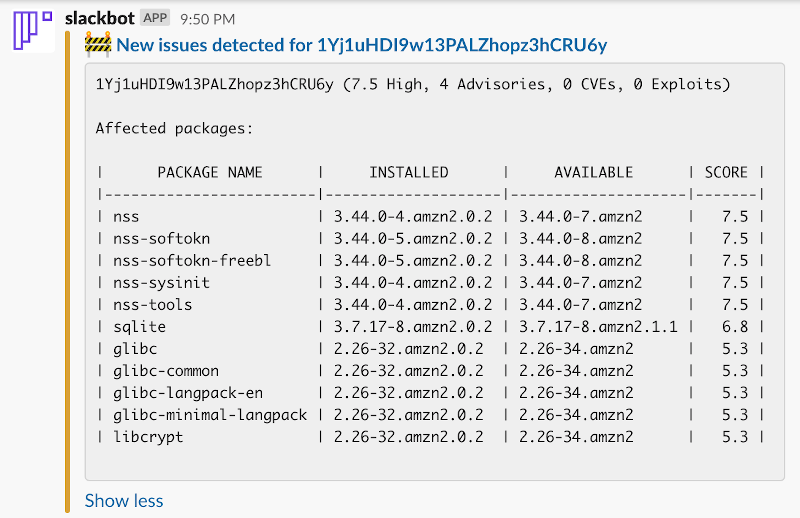 slackbot APP 9:50 PM
New issues detected for 1Yj1uHDI9w13PALZhopz3hCRU6y
1Yj1uHDI9w13PALZhopz3hCRU6y (7.5 High, 4 Advisories, 0 CVEs, 0 Exploits)
Affected packages:
| PACKAGE NAME | INSTALLED | AVAILABLE | SCORE |
|-----------------------|-------------------|-------------------|-------|
| nss | 3.44.0-4.amzn2.0.2 | 3.44.0-7.amzn2 | 7.5 |
| nss-softokn | 3.44.0-5.amzn2.0.2 | 3.44.0-8.amzn2 | 7.5 |
| nss-softokn-freebl | 3.44.0-5.amzn2.0.2 | 3.44.0-8.amzn2 | 7.5 |
| nss-sysinit | 3.44.0-4.amzn2.0.2 | 3.44.0-7.amzn2 | 7.5 |
| nss-tools | 3.44.0-4.amzn2.0.2 | 3.44.0-7.amzn2 | 7.5 |
| sqlite | 3.7.17-8.amzn2.0.2 | 3.7.17-8.amzn2.1.1 | 6.8 |
| glibc | 2.26-32.amzn2.0.2 | 2.26-34.amzn2 | 5.3 |
| glibc-common | 2.26-32.amzn2.0.2 | 2.26-34.amzn2 | 5.3 |
| glibc-langpack-en | 2.26-32.amzn2.0.2 | 2.26-34.amzn2 | 5.3 |
| glibc-minimal-langpack | 2.26-32.amzn2.0.2 | 2.26-34.amzn2 | 5.3 |
| libcrypt | 2.26-32.amzn2.0.2 | 2.26-34.amzn2 | 5.3 |
Show less